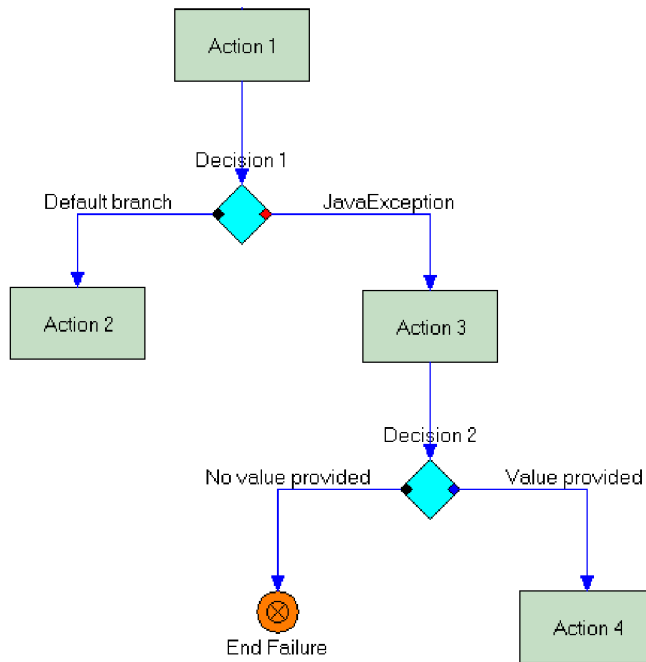 Action 1
Decision 1
Default branch
JavaException
Action 2
Action 3
Decision 2
No value provided
Value provided
Action 4
End Failure